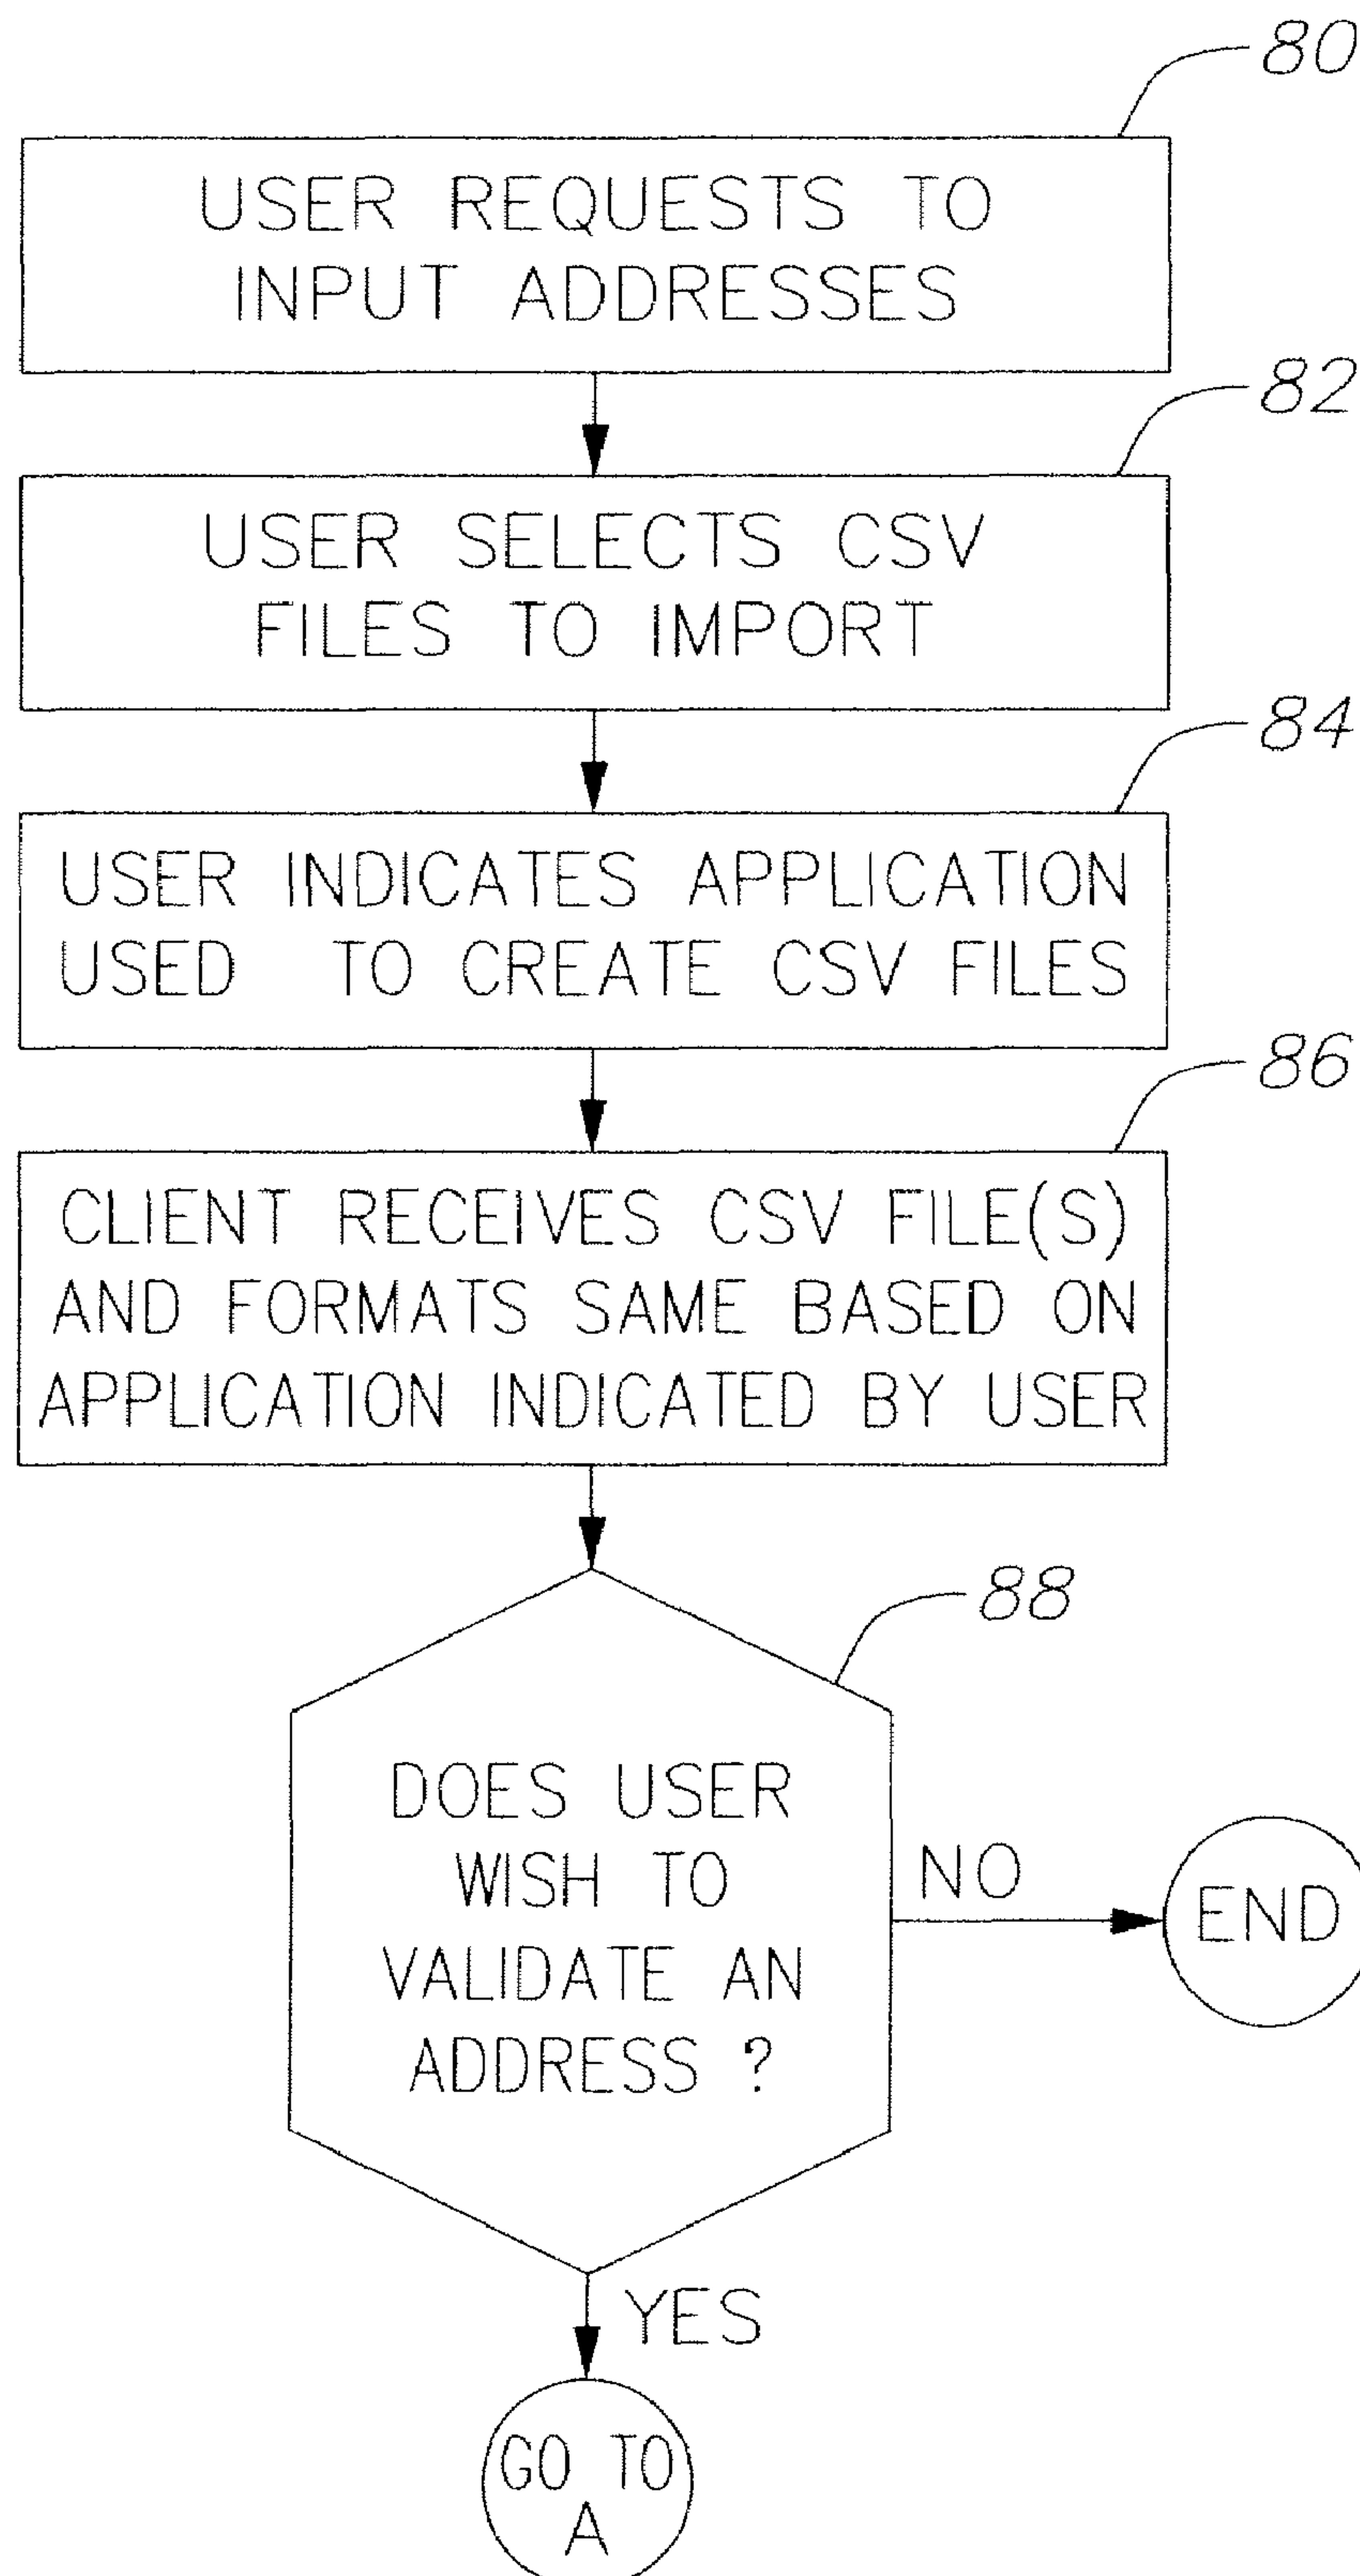 80
USER REQUESTS TO
INPUT ADDRESSES
82
USER SELECTS CSV
FILES TO IMPORT
84
USER INDICATES APPLICATION
USED TO CREATE CSV FILES
86
CLIENT RECEIVES CSV FILE(S)
AND FORMATS SAME BASED ON
APPLICATION INDICATED BY USER
88
DOES USER
WISH TO
VALIDATE AN
ADDRESS ?
NO
END
YES
GO TO
A